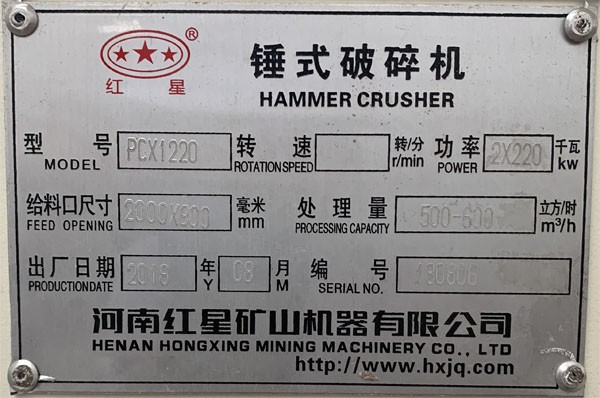 红星®
锤式破碎机
HAMMER CRUSHER
型号 PCX1220 转速 转/分 功率 2X220 千瓦
MODEL ROTATION SPEED r/min POWER kw
给料口尺寸 2000X900 毫米 处理量 500-600 立方/时
FEED OPENING mm PROCESSING CAPACITY m³/h
出厂日期 年 08 月 编号 180806
PRODUCTIONDATE Y M SERIAL NO.
河南红星矿山机器有限公司
HENAN HONGXING MINING MACHINERY CO., LTD
http://www.hxjq.com